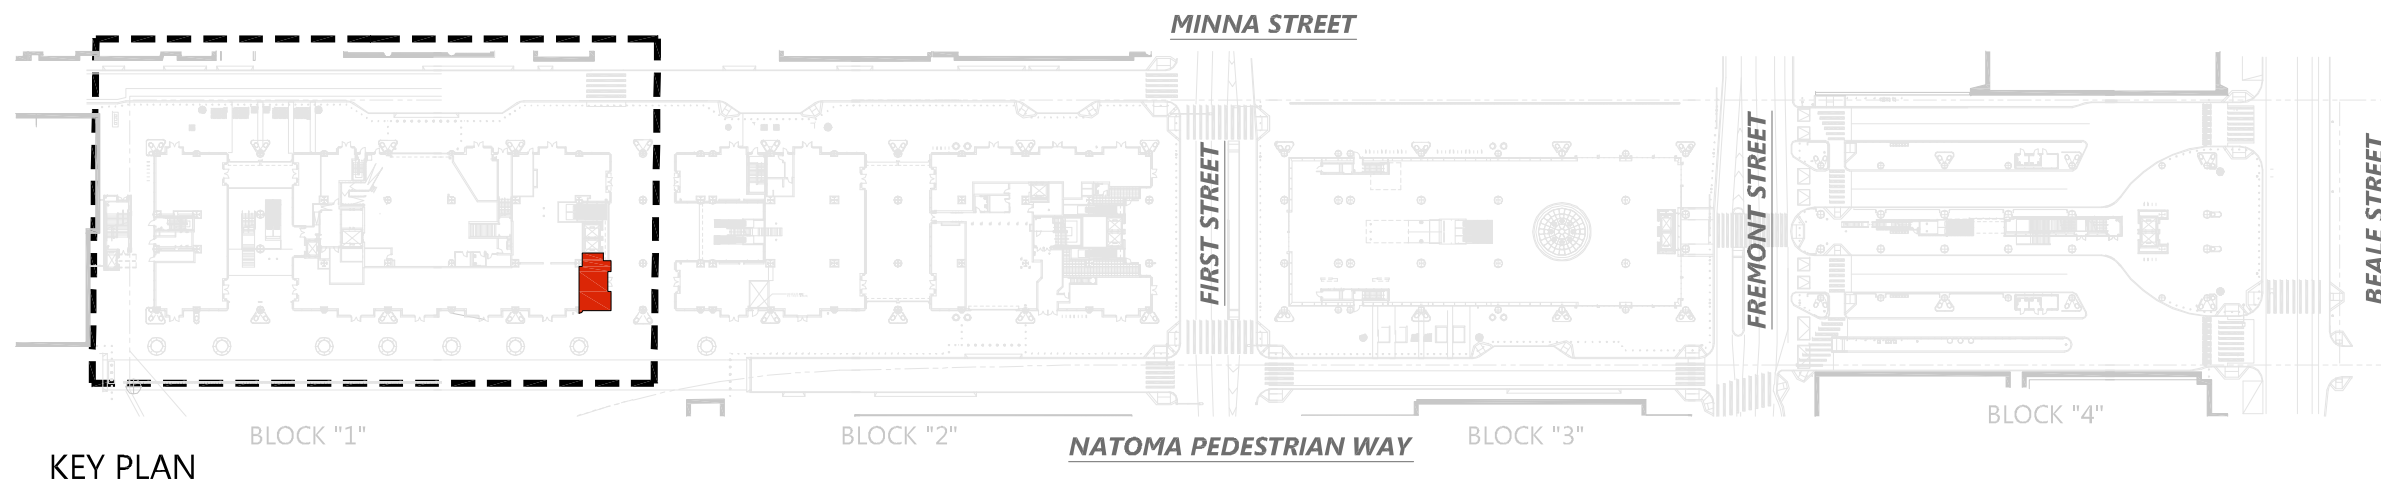 MINNA STREET
FIRST STREET
FREMONT STREET
BEALE STREET
BLOCK "1"
BLOCK "2"
BLOCK "3"
BLOCK "4"
NATOMA PEDESTRIAN WAY
KEY PLAN